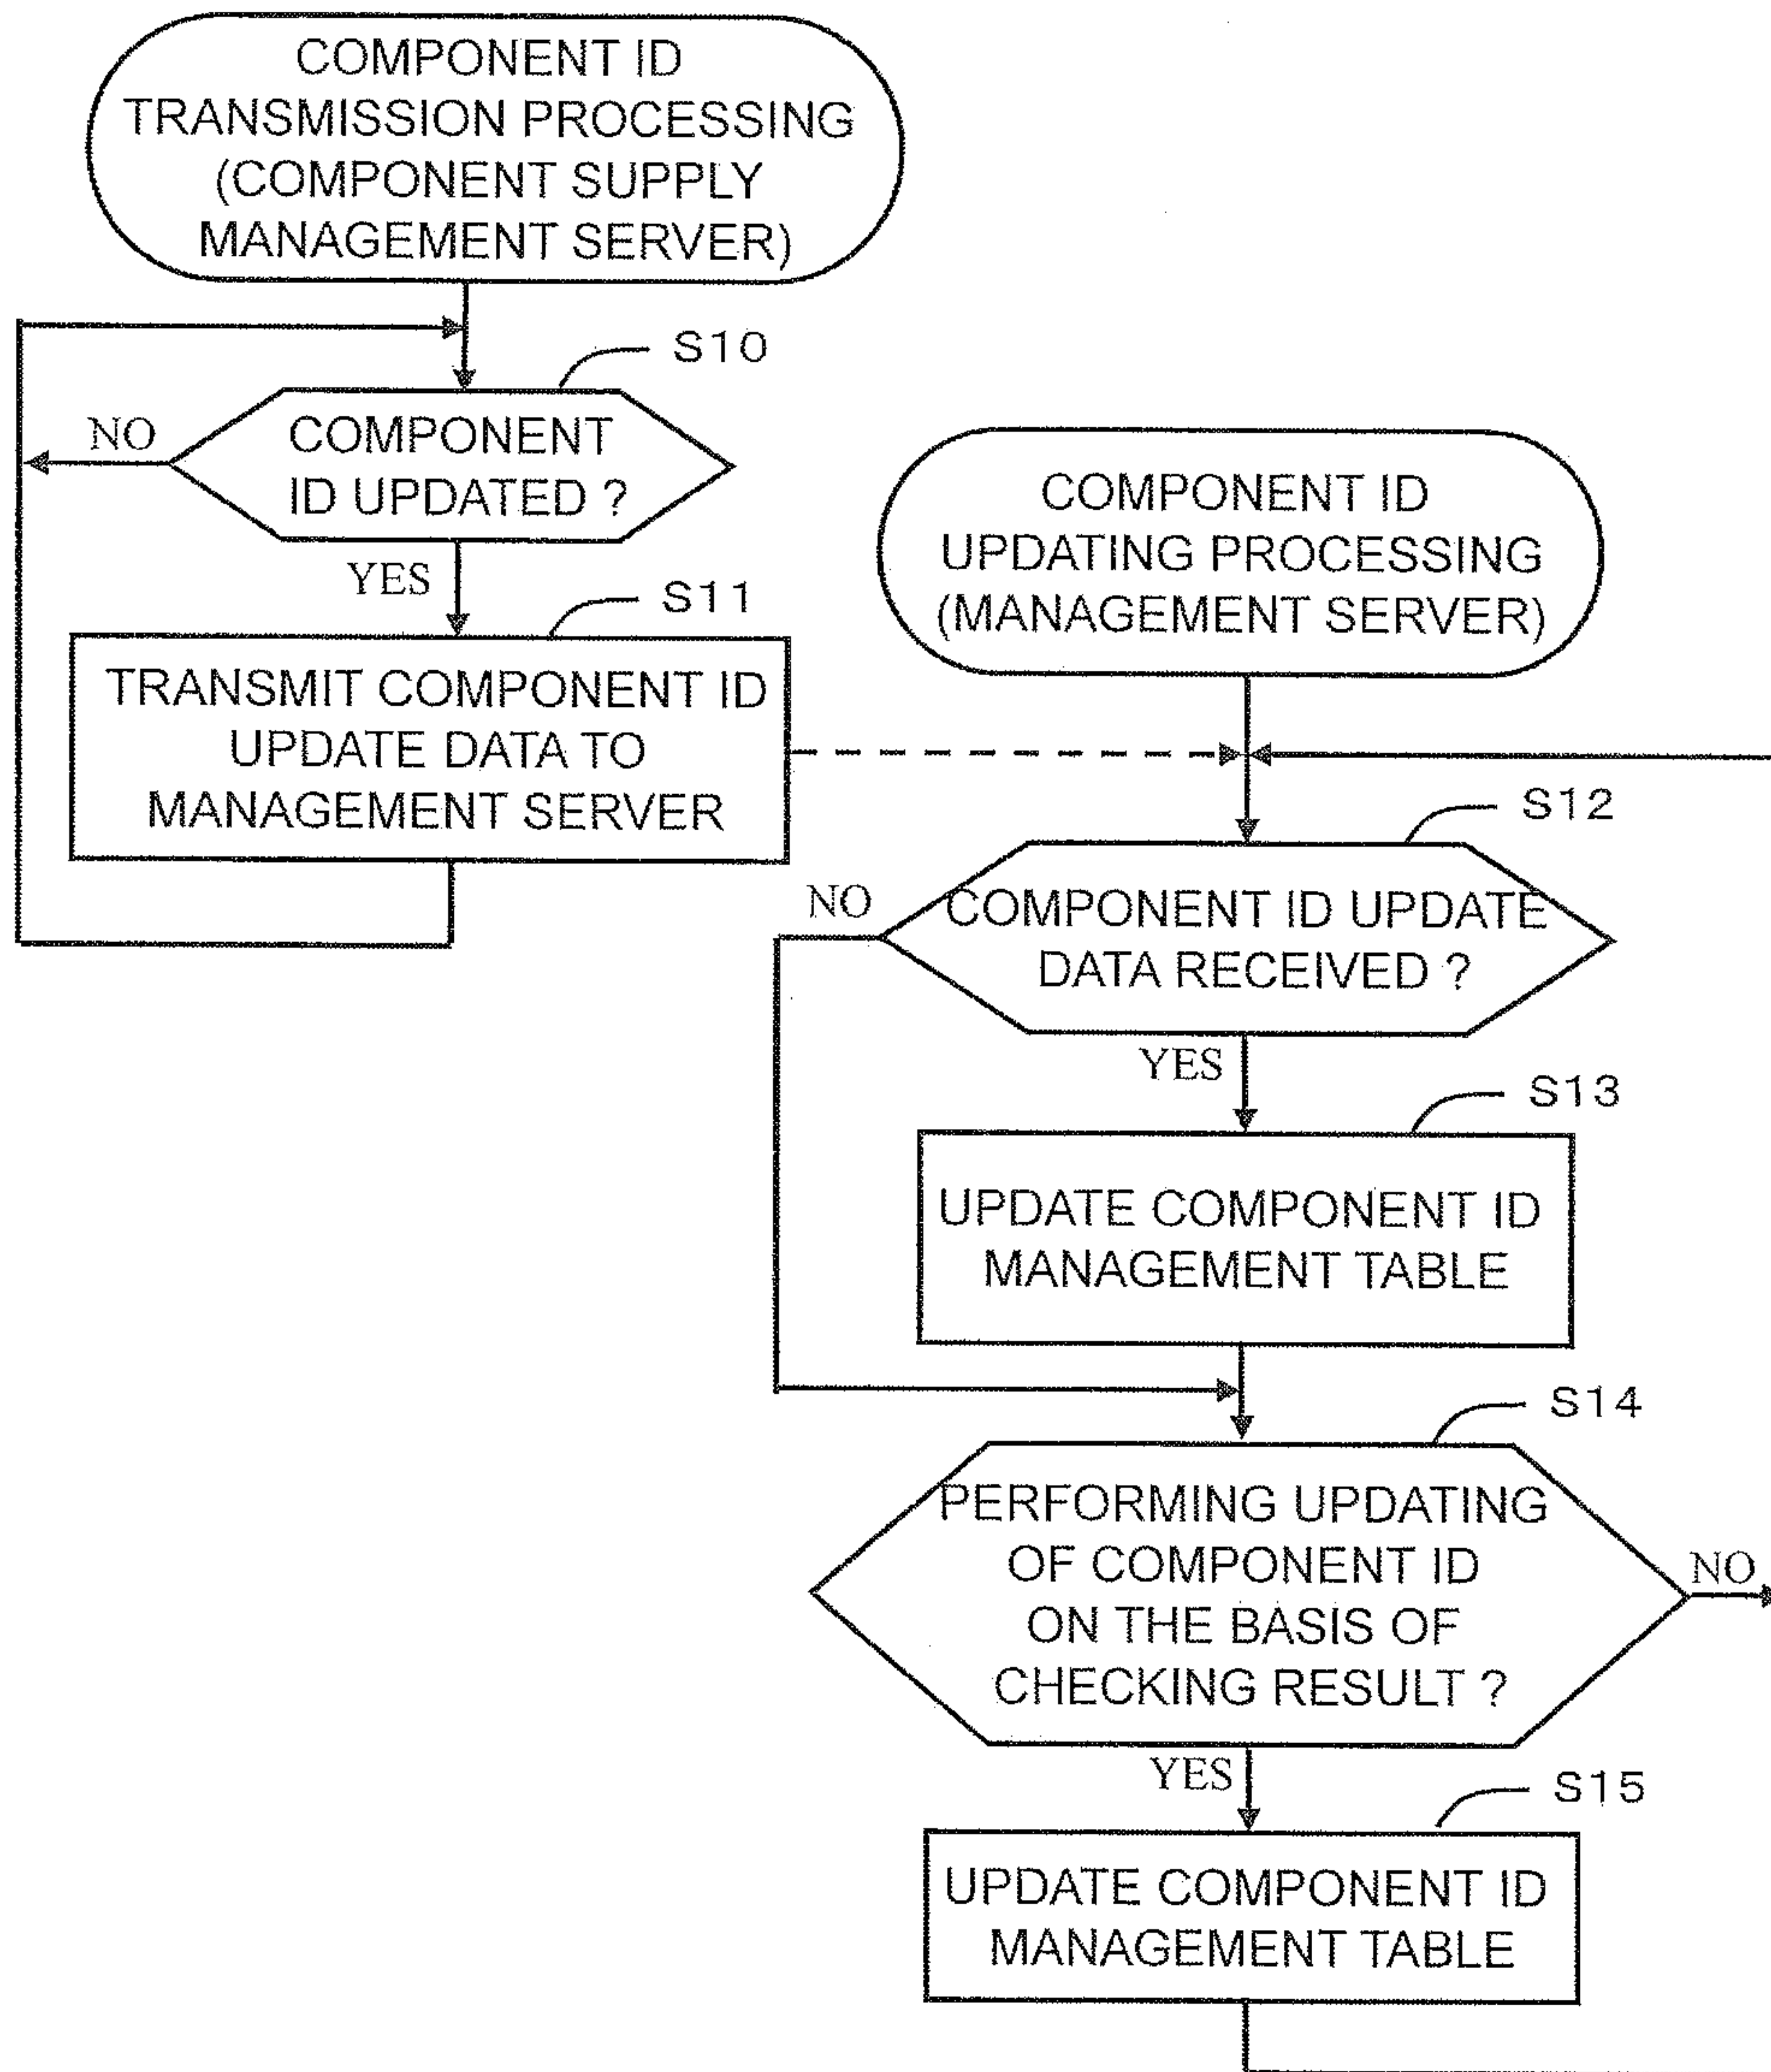 COMPONENT ID
TRANSMISSION PROCESSING
(COMPONENT SUPPLY
MANAGEMENT SERVER)
S10
NO
COMPONENT
ID UPDATED ?
YES
S11
TRANSMIT COMPONENT ID
UPDATE DATA TO
MANAGEMENT SERVER
COMPONENT ID
UPDATING PROCESSING
(MANAGEMENT SERVER)
S12
NO
COMPONENT ID UPDATE
DATA RECEIVED ?
YES
S13
UPDATE COMPONENT ID
MANAGEMENT TABLE
S14
PERFORMING UPDATING
OF COMPONENT ID
ON THE BASIS OF
CHECKING RESULT ?
NO
YES
S15
UPDATE COMPONENT ID
MANAGEMENT TABLE